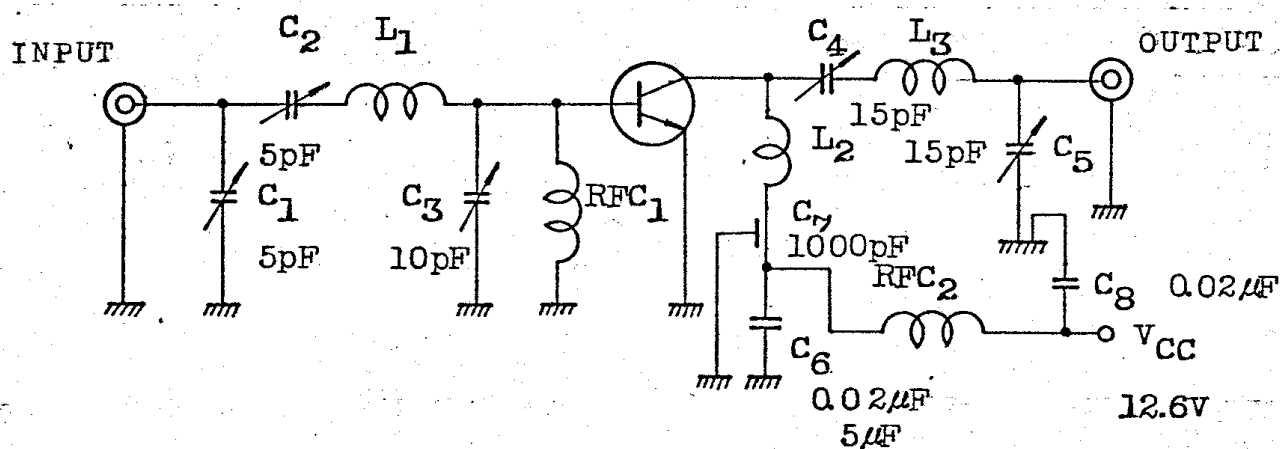 INPUT
C2
L1
C4
L3
OUTPUT
5pF
C1
5pF
C3
10pF
RFC1
L2
15pF
15pF
C5
C7
1000pF
RFC2
C8
0.02μF
C6
0.02μF
5μF
VCC
12.6V